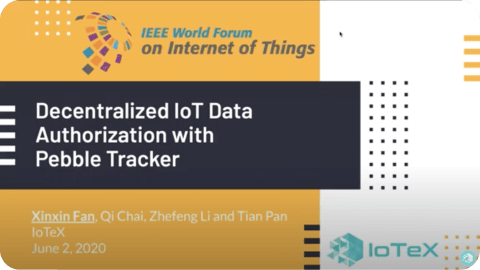 IEEE World Forum
on Internet of Things
Decentralized IoT Data
Authorization with
Pebble Tracker
Xinxin Fan, Qi Chai, Zhefeng Li and Tian Pan
IoTeX
June 2, 2020
IoTeX